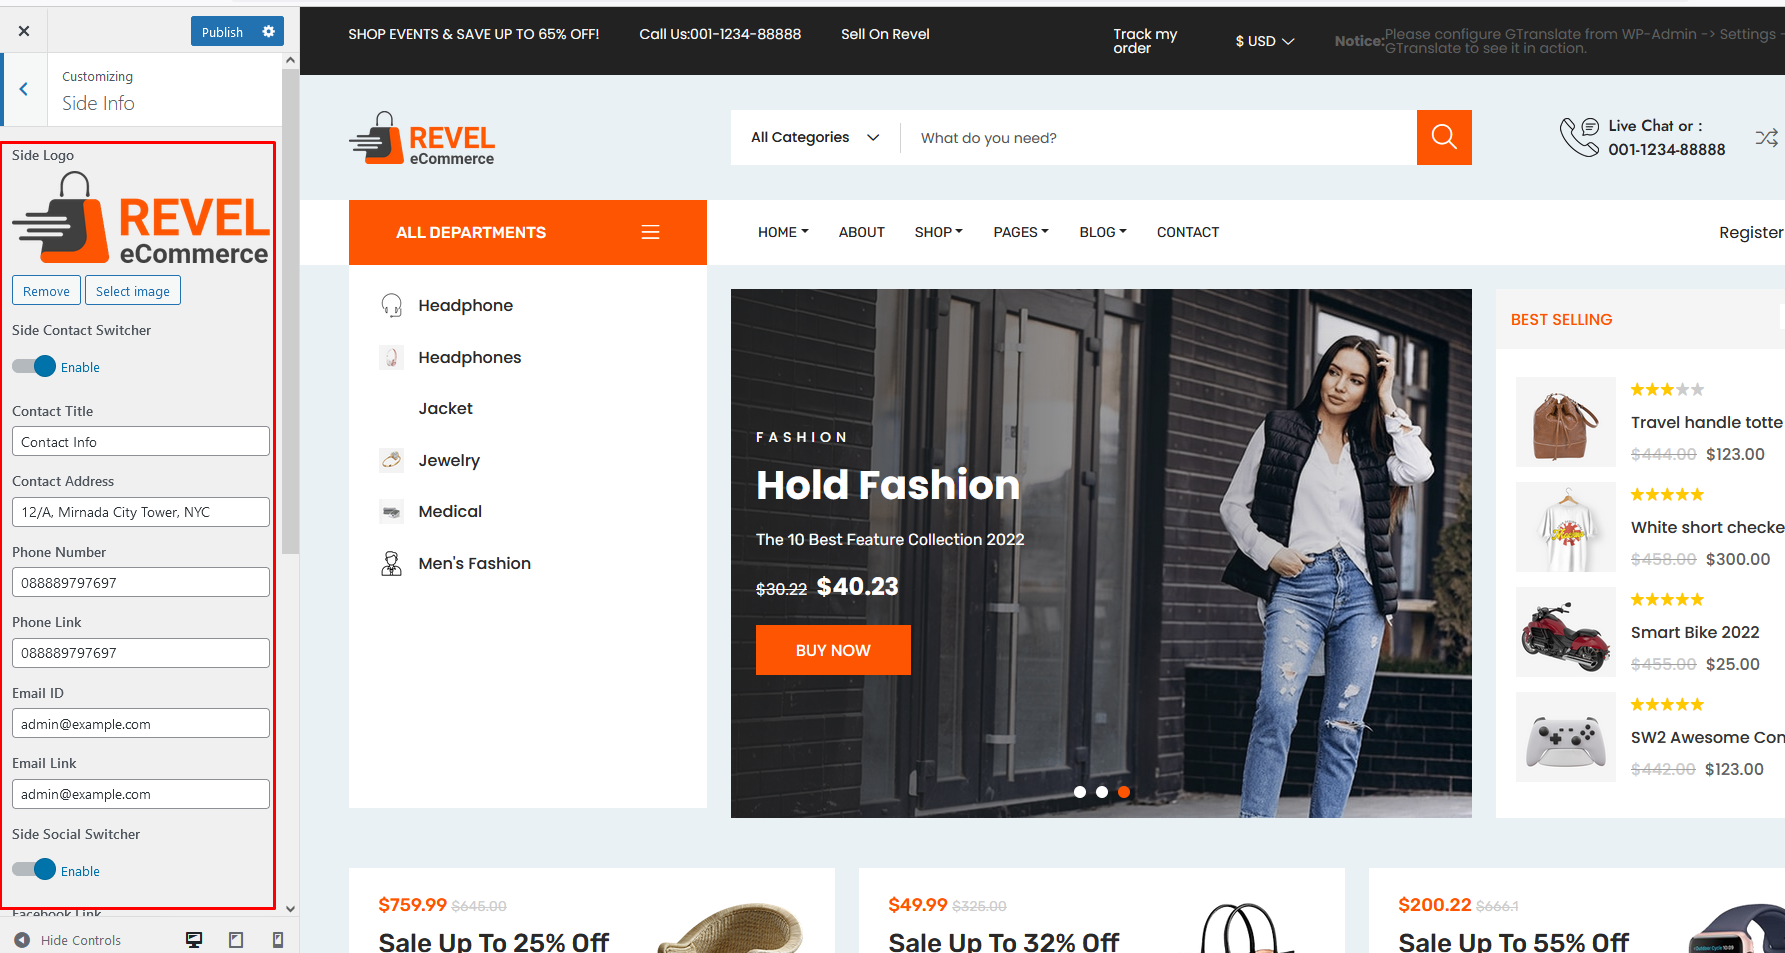 Publish
Customizing
Side Info
Side Logo
REVEL
eCommerce
Remove
Select image
Side Contact Switcher
Enable
Contact Title
Contact Info
Contact Address
12/A, Mirnada City Tower, NYC
Phone Number
088889797697
Phone Link
088889797697
Email ID
admin@example.com
Email Link
admin@example.com
Side Social Switcher
Enable
Facebook Link
Hide Controls
SHOP EVENTS & SAVE UP TO 65% OFF!
Call Us:001-1234-88888
Sell On Revel
Track my
order
$ USD
Notice:Please configure GTranslate from WP-Admin -> Settings -
GTranslate to see it in action.
REVEL
eCommerce
All Categories
What do you need?
Live Chat or :
001-1234-88888
ALL DEPARTMENTS
HOME
ABOUT
SHOP
PAGES
BLOG
CONTACT
Register
Headphone
Headphones
Jacket
Jewelry
Medical
Men's Fashion
FASHION
Hold Fashion
The 10 Best Feature Collection 2022
$30.22 $40.23
BUY NOW
BEST SELLING
Travel handle totte
$444.00 $123.00
White short checke
$458.00 $300.00
Smart Bike 2022
$455.00 $25.00
SW2 Awesome Con
$442.00 $123.00
$759.99 $645.00
Sale Up To 25% Off
$49.99 $325.00
Sale Up To 32% Off
$200.22 $666.1
Sale Up To 55% Off